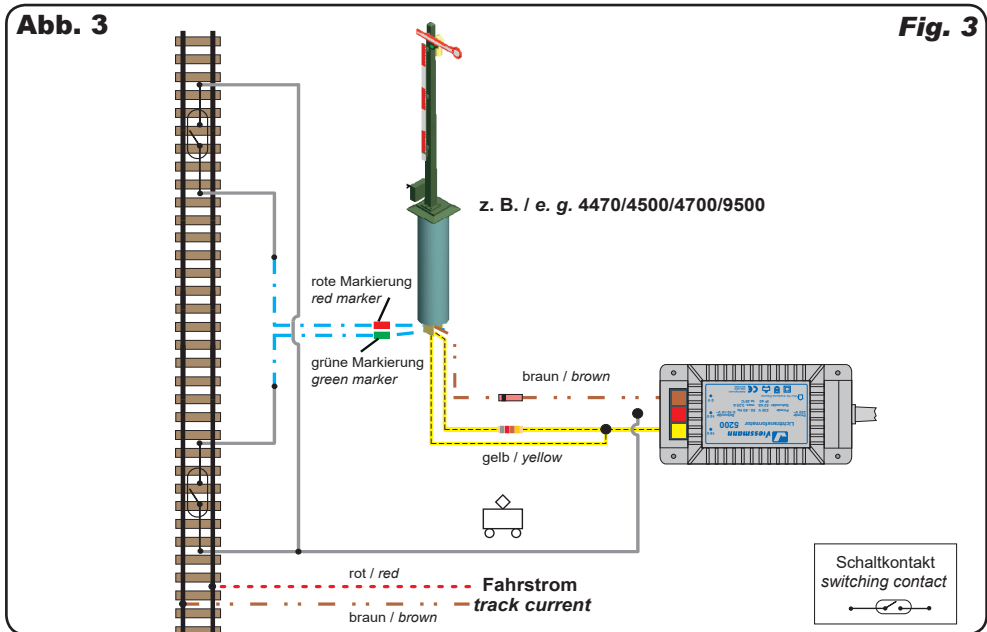 Abb. 3
Fig. 3
z. B. / e. g. 4470/4500/4700/9500
rote Markierung
red marker
grüne Markierung
green marker
braun / brown
gelb / yellow
viessmann
Lichttransformator
5200
rot / red
Fahrstrom
track current
braun / brown
Schaltkontakt
switching contact